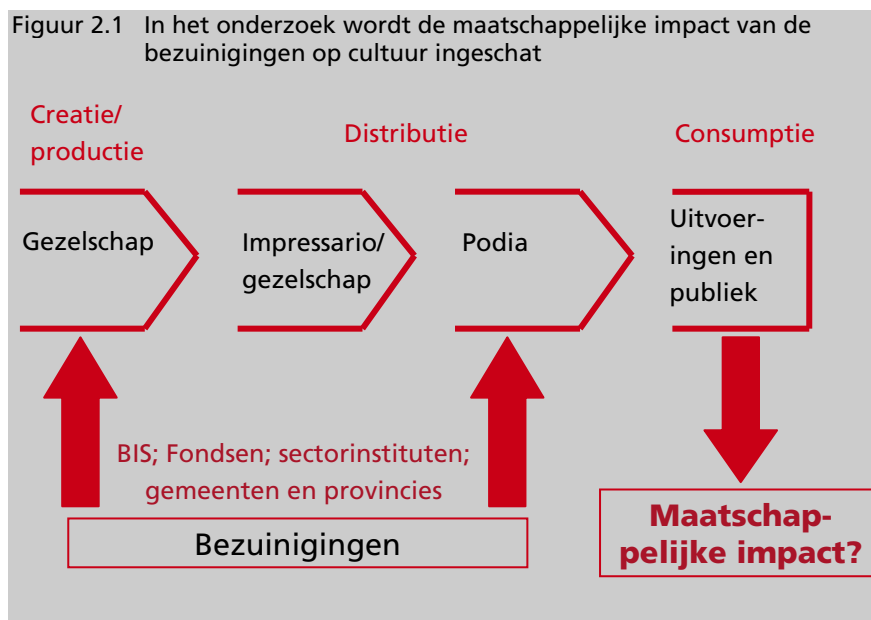 Figuur 2.1 In het onderzoek wordt de maatschappelijke impact van de
bezuinigingen op cultuur ingeschat
Creatie/
productie
Distributie
Consumptie
Gezelschap
Impressario/
gezelschap
Podia
Uitvoer-
ingen en
publiek
BIS; Fondsen; sectorinstituten;
gemeenten en provincies
Bezuinigingen
Maatschap-
pelijke impact?